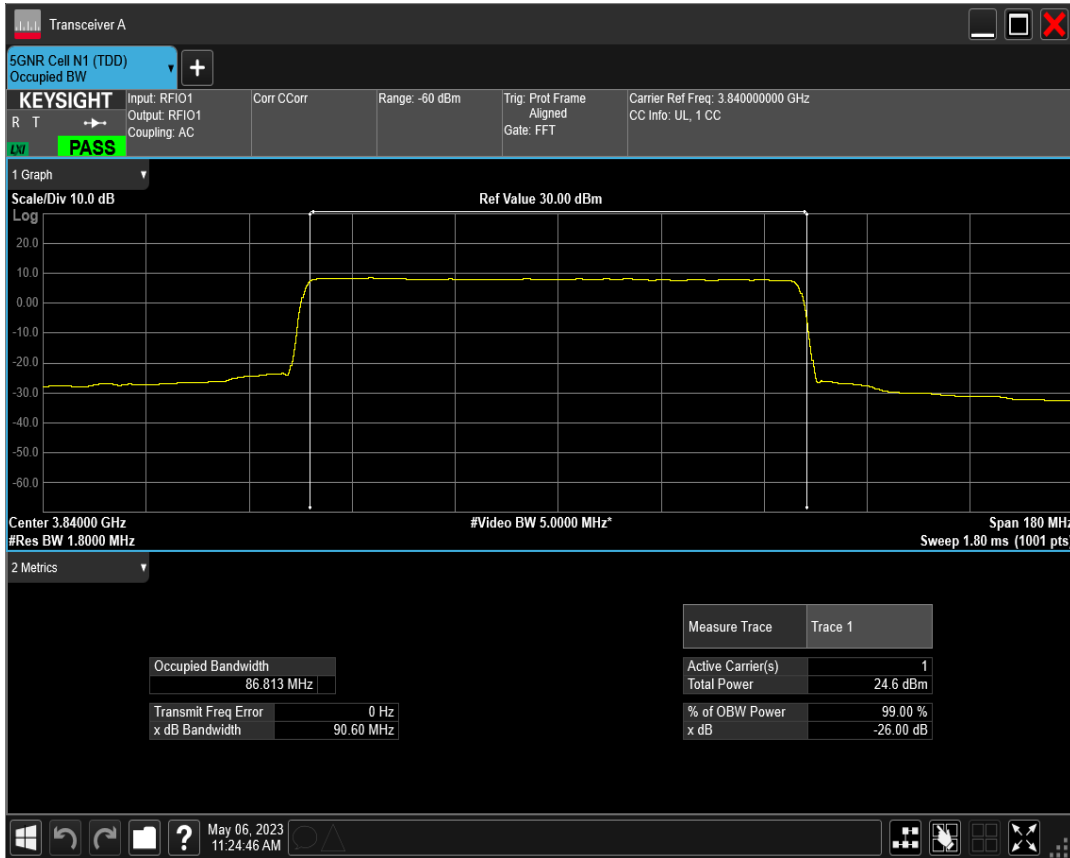 Transceiver A
5GNR Cell N1 (TDD)
Occupied BW
+
KEYSIGHT
R T
LXI
PASS
Input: RFIO1
Output: RFIO1
Coupling: AC
Corr CCorr
Range: -60 dBm
Trig: Prot Frame
Aligned
Gate: FFT
Carrier Ref Freq: 3.840000000 GHz
CC Info: UL, 1 CC
1 Graph
Scale/Div 10.0 dB
Ref Value 30.00 dBm
Log
20.0
10.0
0.00
-10.0
-20.0
-30.0
-40.0
-50.0
-60.0
Center 3.84000 GHz
#Video BW 5.0000 MHz*
Span 180 MHz
#Res BW 1.8000 MHz
Sweep 1.80 ms (1001 pts)
2 Metrics
Measure Trace Trace 1
Occupied Bandwidth
86.813 MHz
Active Carrier(s) 1
Total Power 24.6 dBm
Transmit Freq Error 0 Hz
x dB Bandwidth 90.60 MHz
% of OBW Power 99.00 %
x dB -26.00 dB
?
May 06, 2023
11:24:46 AM